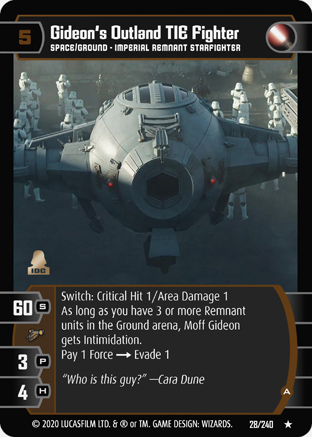 5 Gideon's Outland TIE Fighter
SPACE/GROUND - IMPERIAL REMNANT STARFIGHTER
IOC
60 S
Switch: Critical Hit 1/Area Damage 1
As long as you have 3 or more Remnant
units in the Ground arena, Moff Gideon
gets Intimidation.
3 P
Pay 1 Force → Evade 1
4 H
"Who is this guy?" —Cara Dune
A
© 2020 LUCASFILM LTD. & ® or TM. GAME DESIGN: WIZARDS. 28/240 ★